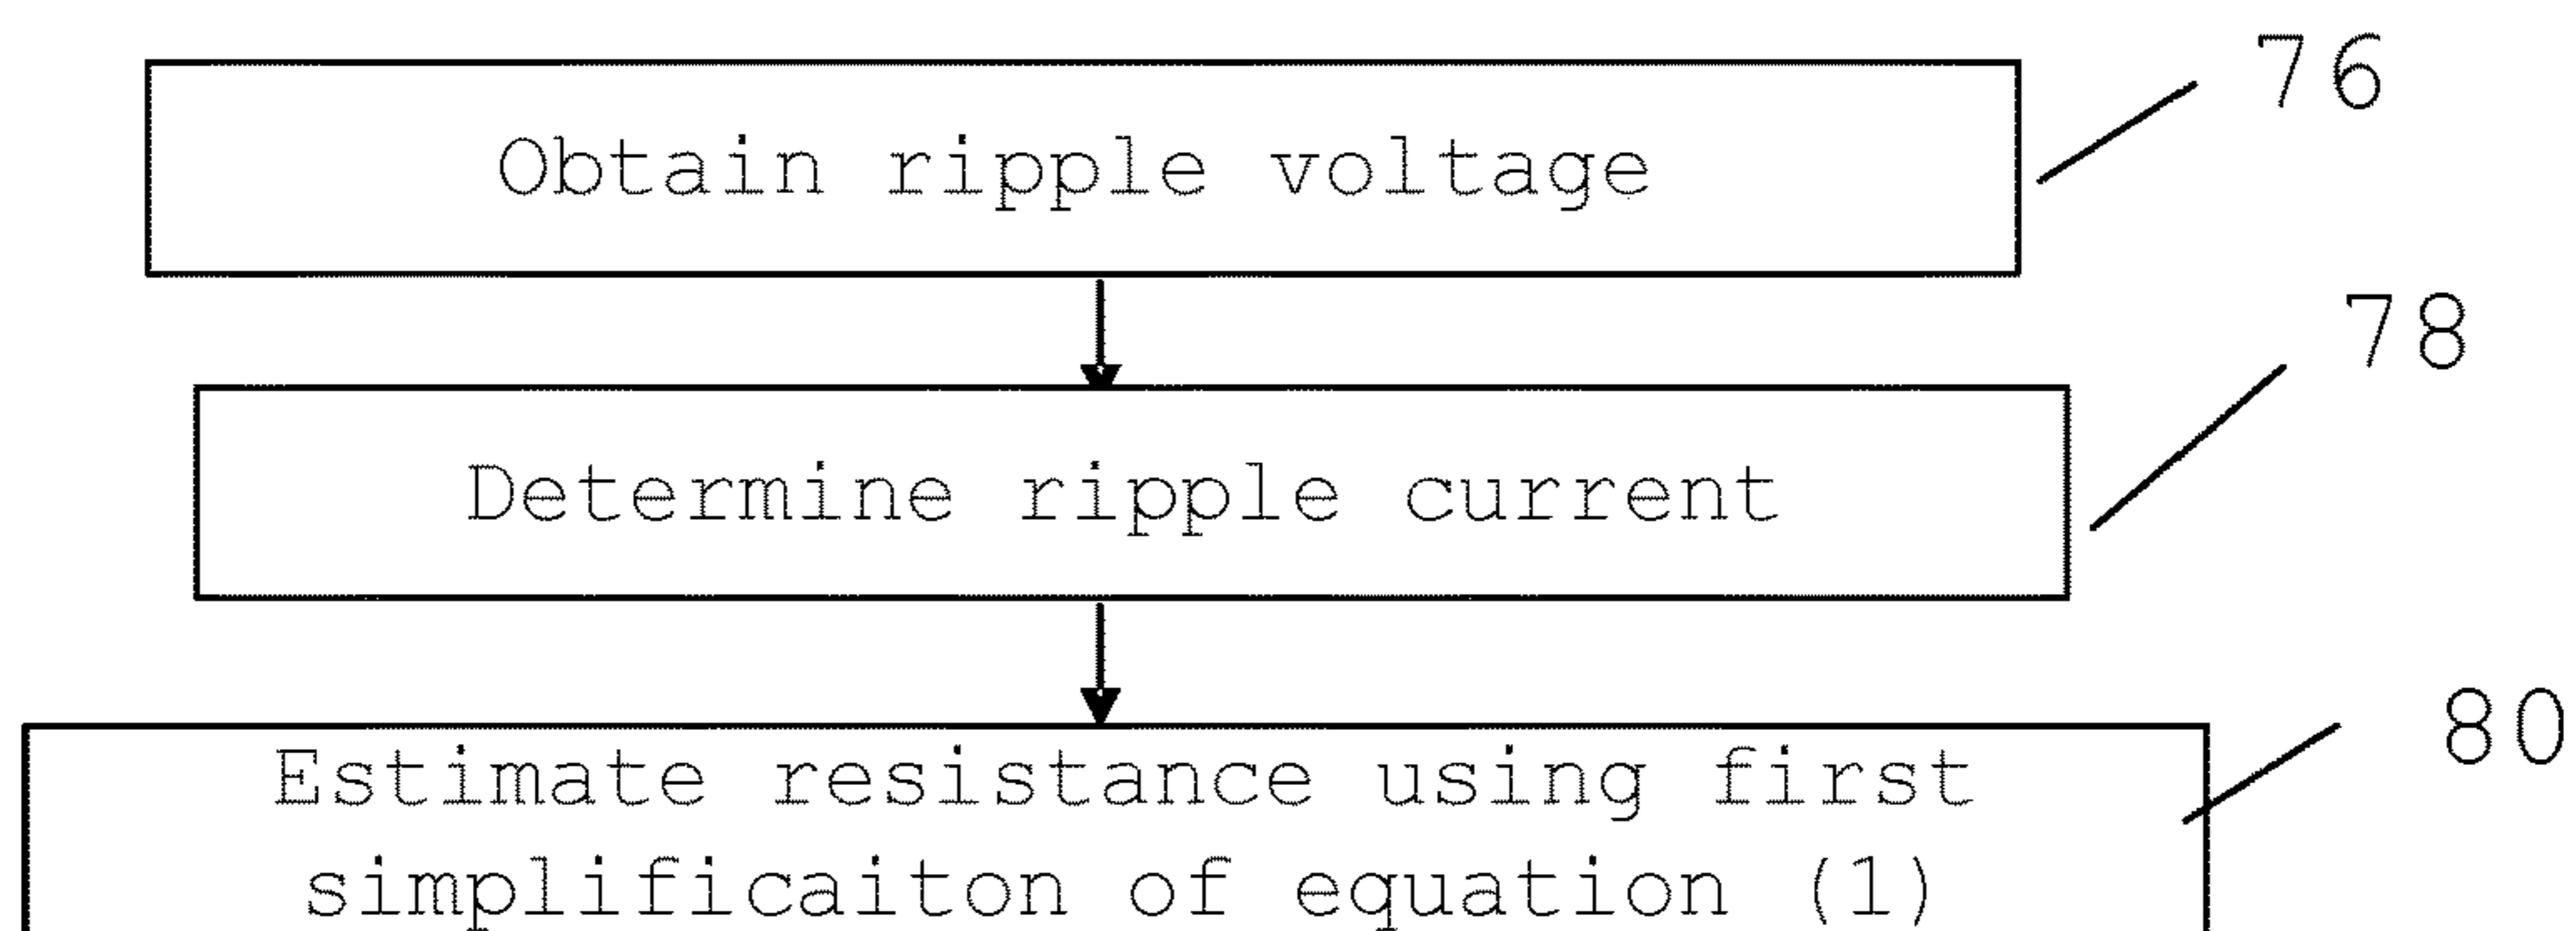 76
Obtain ripple voltage
78
Determine ripple current
80
Estimate resistance using first
simplificaiton of equation (1)